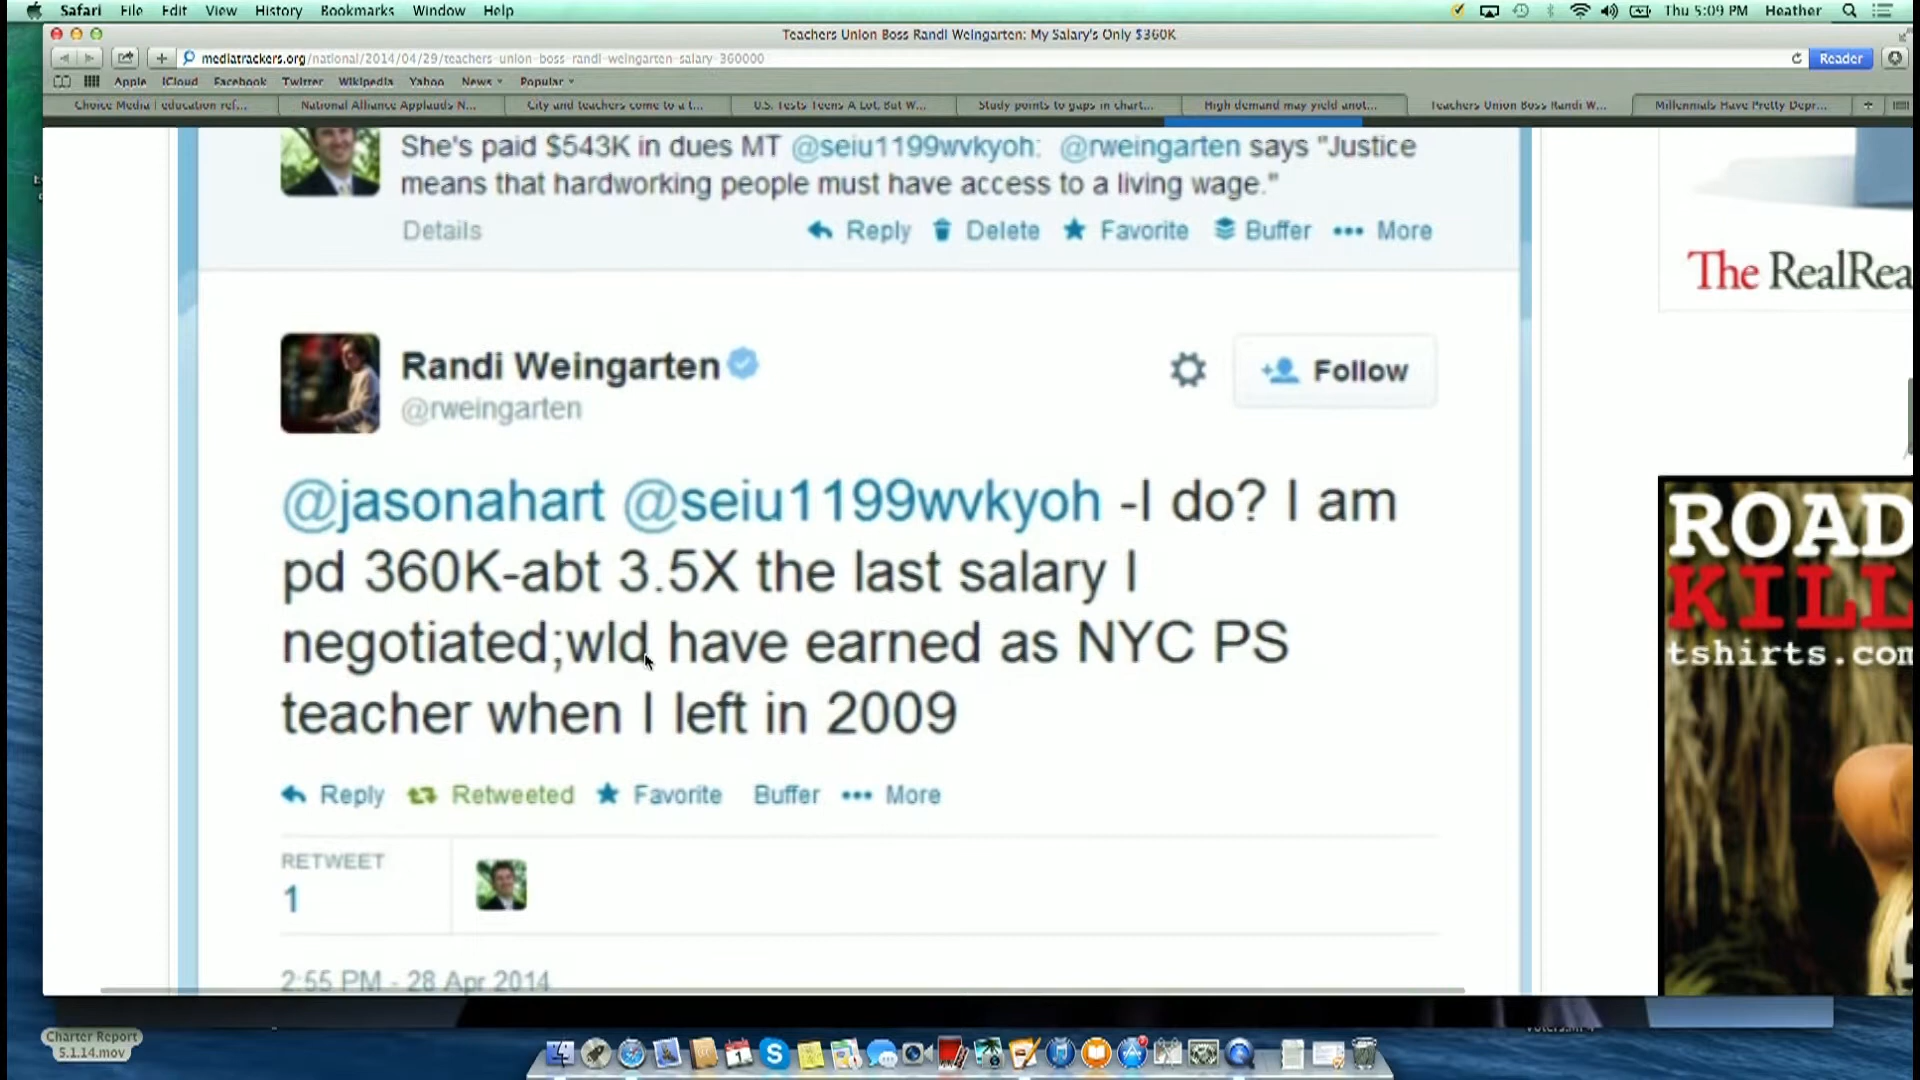 Safari File Edit View History Bookmarks Window Help Thu 5:09 PM Heather
Teachers Union Boss Randi Weingarten: My Salary's Only $360K
mediatrackers.org/national/2014/04/29/teachers-union-boss-randi-weingarten-salary-360000 Reader
Apple iCloud Facebook Twitter Wikipedia Yahoo News Popular
Choice Media | education ref... National Alliance Applauds N... City and teachers come to a t... U.S. Tests Teens A Lot, But W... Study points to gaps in chart... High demand may yield anot... Teachers Union Boss Randi W... Millennials Have Pretty Depr...
She's paid $543K in dues MT @seiu1199wvkyoh: @rweingarten says "Justice
means that hardworking people must have access to a living wage."
Details Reply Delete Favorite Buffer More
The RealRea
Randi Weingarten
@rweingarten
Follow
@jasonahart @seiu1199wvkyoh -I do? I am
pd 360K-abt 3.5X the last salary I
negotiated;wld have earned as NYC PS
teacher when I left in 2009
Reply Retweeted Favorite Buffer More
RETWEET
1
2:55 PM - 28 Apr 2014
ROAD
KILL
tshirts.com
Charter Report
5.1.14.mov